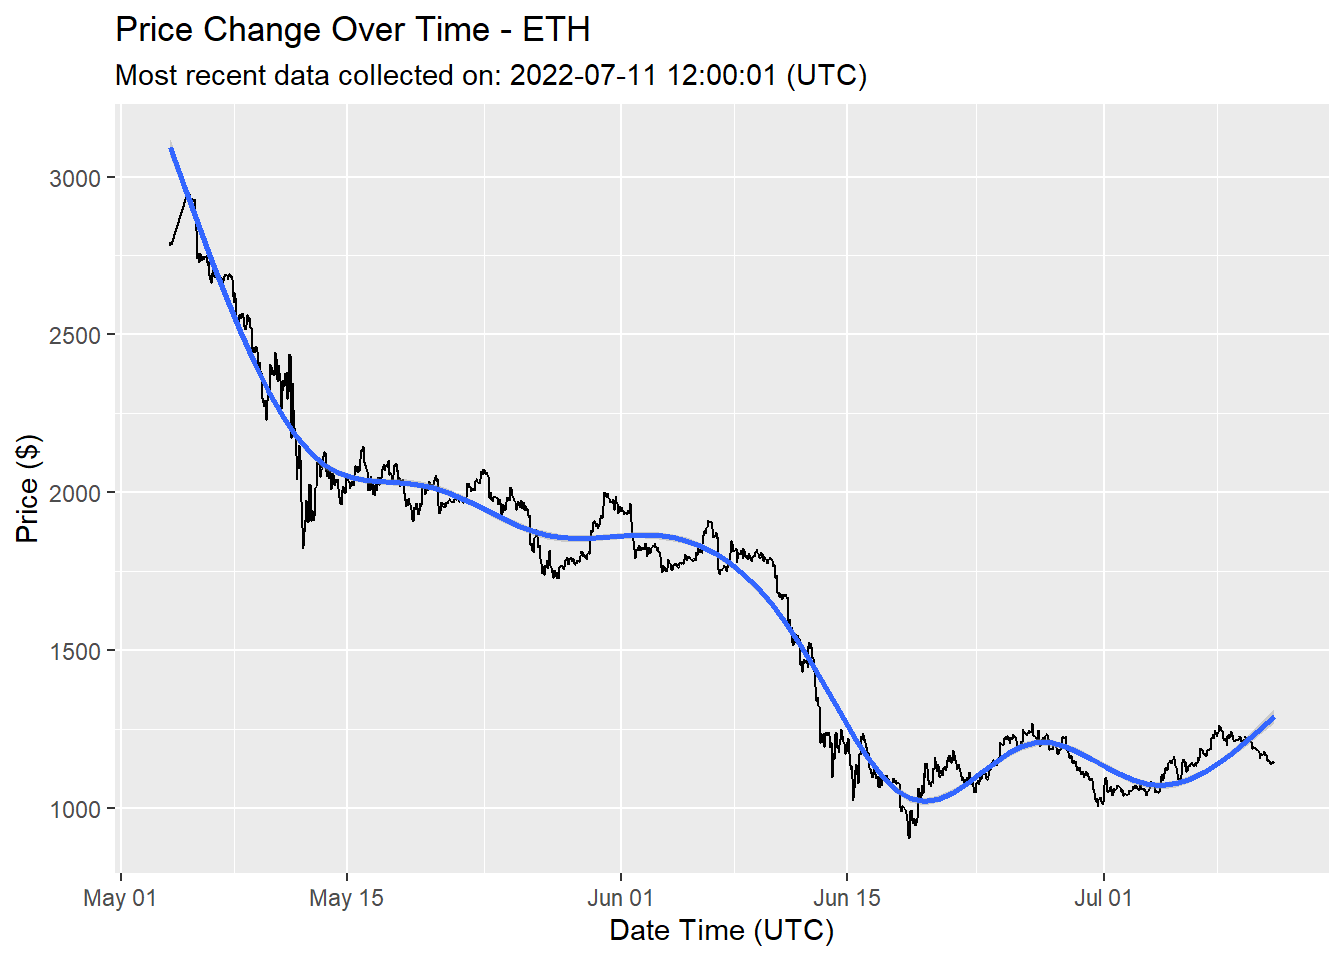 Price Change Over Time - ETH
Most recent data collected on: 2022-07-11 12:00:01 (UTC)
Price ($)
3000
2500
2000
1500
1000
May 01
May 15
Jun 01
Jun 15
Jul 01
Date Time (UTC)